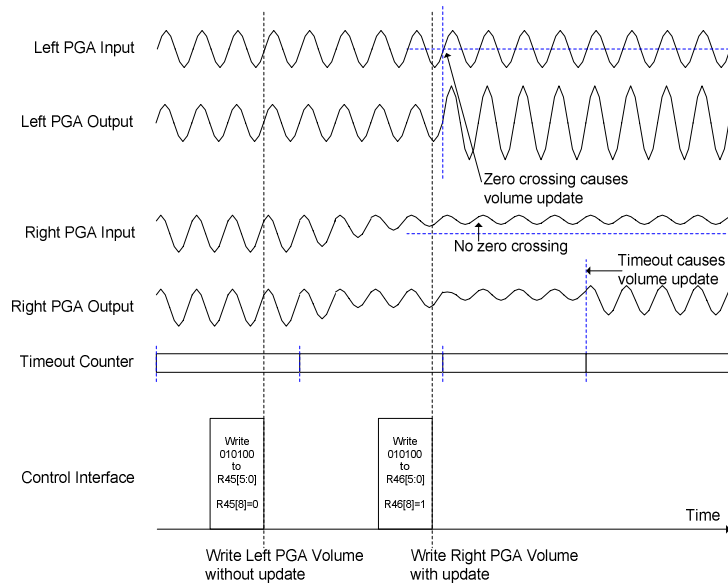 Left PGA Input
Left PGA Output
Zero crossing causes
volume update
Right PGA Input
No zero crossing
Timeout causes
volume update
Right PGA Output
Timeout Counter
Control Interface
Write
010100
to
R45[5:0]
R45[8]=0
Write
010100
to
R46[5:0]
R46[8]=1
Time
Write Left PGA Volume
without update
Write Right PGA Volume
with update